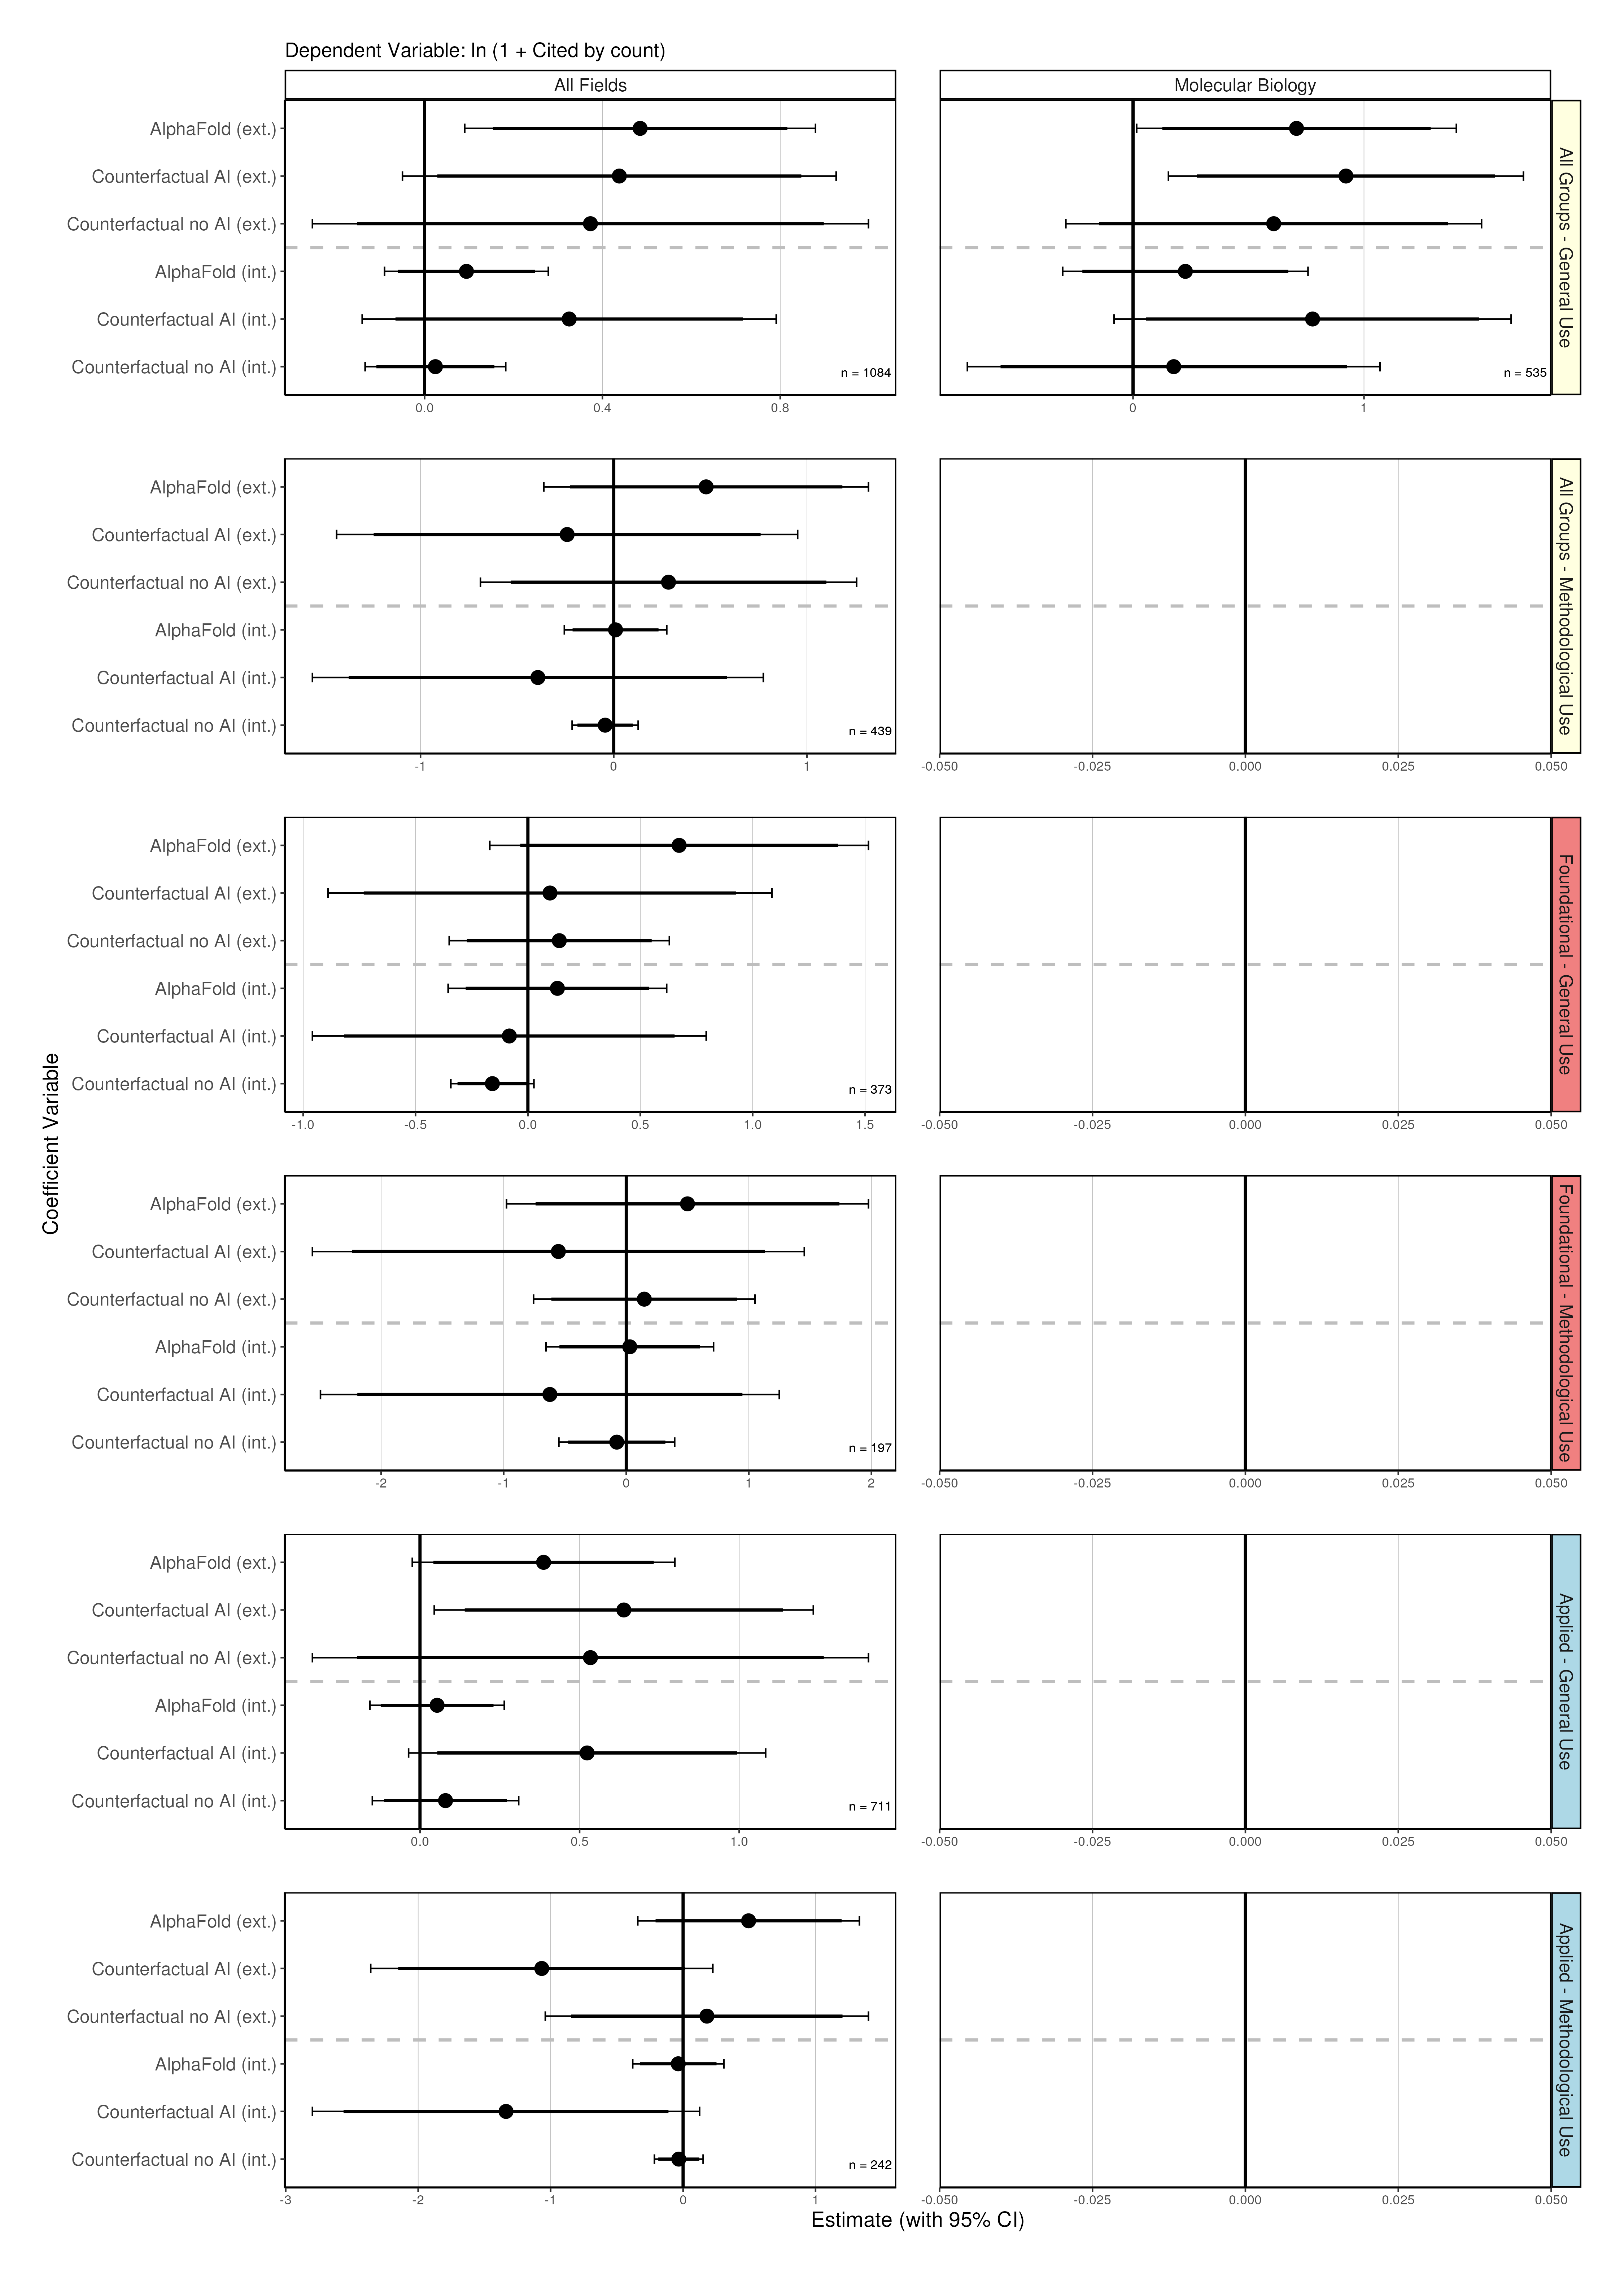 Dependent Variable: ln (1 + Cited by count)
All Fields
Molecular Biology
AlphaFold (ext.)
Counterfactual AI (ext.)
Counterfactual no AI (ext.)
AlphaFold (int.)
Counterfactual AI (int.)
Counterfactual no AI (int.)
n = 1084
n = 535
All Groups - General Use
0.0 0.4 0.8
0 1
AlphaFold (ext.)
Counterfactual AI (ext.)
Counterfactual no AI (ext.)
AlphaFold (int.)
Counterfactual AI (int.)
Counterfactual no AI (int.)
n = 439
All Groups - Methodological Use
-1 0 1
-0.050 -0.025 0.000 0.025 0.050
AlphaFold (ext.)
Counterfactual AI (ext.)
Counterfactual no AI (ext.)
AlphaFold (int.)
Counterfactual AI (int.)
Counterfactual no AI (int.)
n = 373
Foundational - General Use
-1.0 -0.5 0.0 0.5 1.0 1.5
-0.050 -0.025 0.000 0.025 0.050
Coefficient Variable
AlphaFold (ext.)
Counterfactual AI (ext.)
Counterfactual no AI (ext.)
AlphaFold (int.)
Counterfactual AI (int.)
Counterfactual no AI (int.)
n = 197
Foundational - Methodological Use
-2 -1 0 1 2
-0.050 -0.025 0.000 0.025 0.050
AlphaFold (ext.)
Counterfactual AI (ext.)
Counterfactual no AI (ext.)
AlphaFold (int.)
Counterfactual AI (int.)
Counterfactual no AI (int.)
n = 711
Applied - General Use
0.0 0.5 1.0
-0.050 -0.025 0.000 0.025 0.050
AlphaFold (ext.)
Counterfactual AI (ext.)
Counterfactual no AI (ext.)
AlphaFold (int.)
Counterfactual AI (int.)
Counterfactual no AI (int.)
n = 242
Applied - Methodological Use
-3 -2 -1 0 1
-0.050 -0.025 0.000 0.025 0.050
Estimate (with 95% CI)